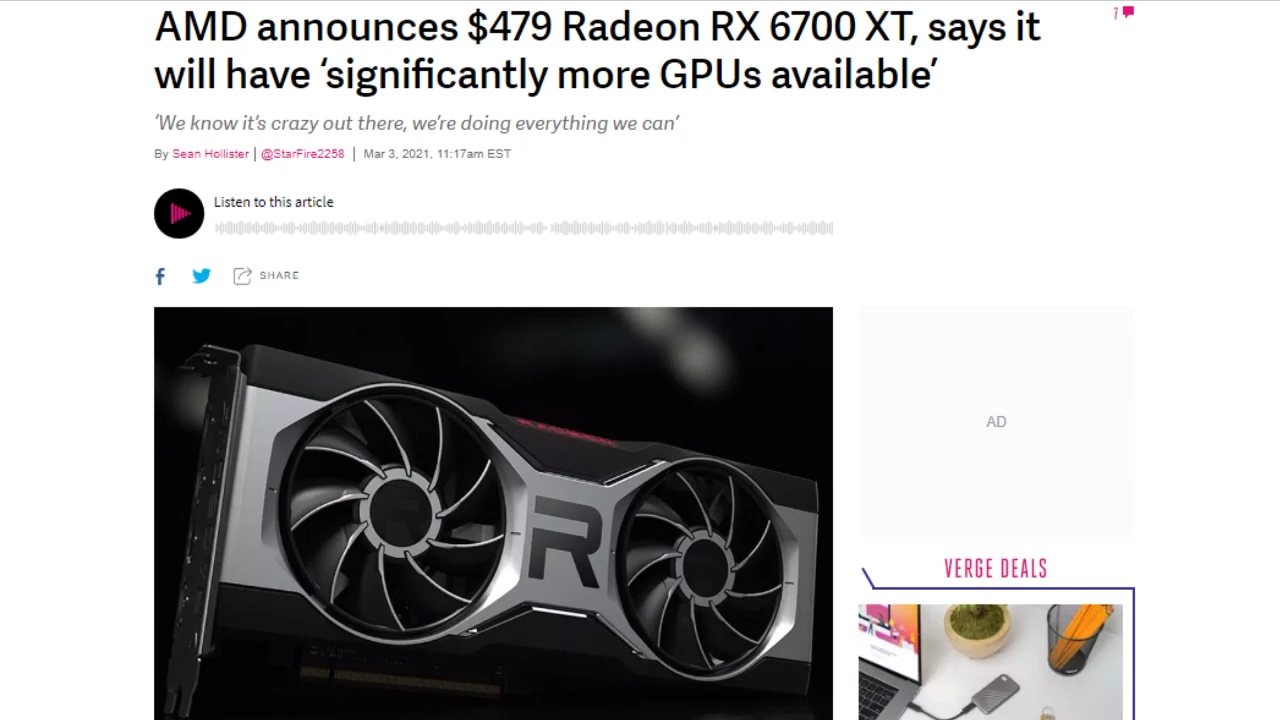 AMD announces $479 Radeon RX 6700 XT, says it
will have ‘significantly more GPUs available’
7
‘We know it’s crazy out there, we’re doing everything we can’
By Sean Hollister | @StarFire2258 | Mar 3, 2021, 11:17am EST
Listen to this article
SHARE
R
AD
VERGE DEALS